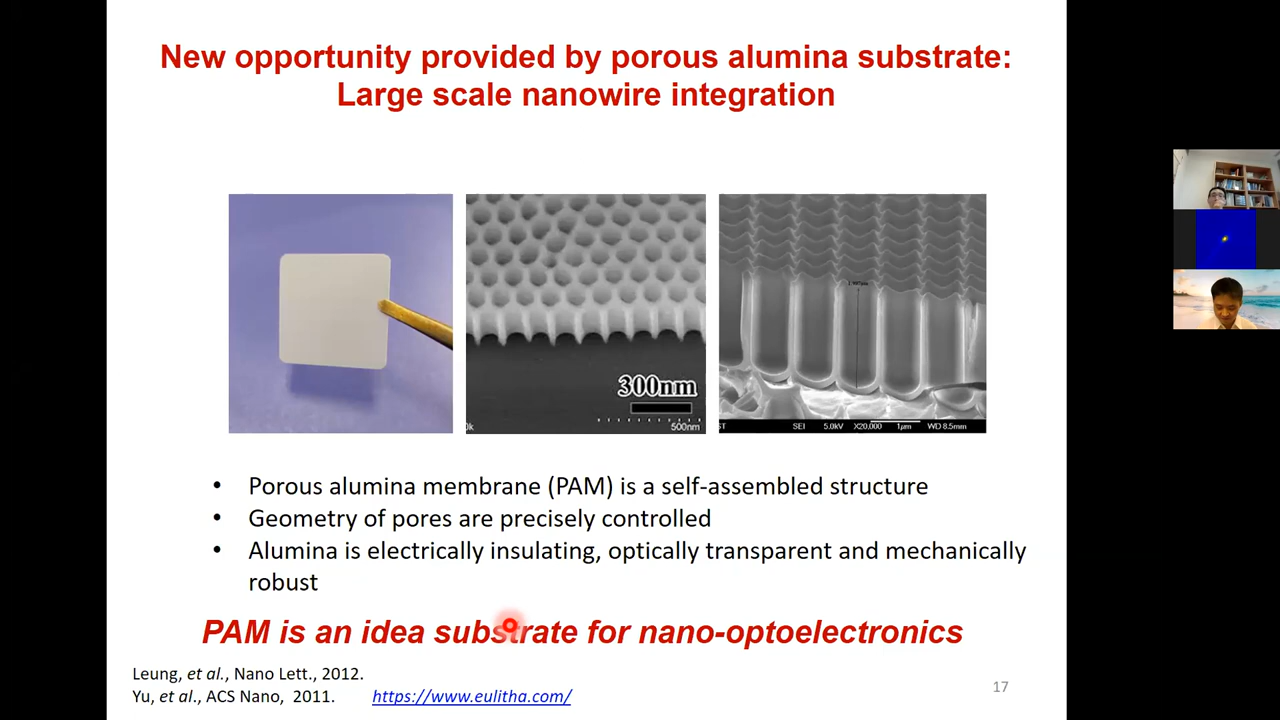 New opportunity provided by porous alumina substrate:
Large scale nanowire integration
300nm
500nm
SEI 5.0kV X20,000 1μm WD 8.5mm
• Porous alumina membrane (PAM) is a self-assembled structure
• Geometry of pores are precisely controlled
• Alumina is electrically insulating, optically transparent and mechanically
robust
PAM is an idea substrate for nano-optoelectronics
Leung, et al., Nano Lett., 2012.
Yu, et al., ACS Nano, 2011. https://www.eulitha.com/
17